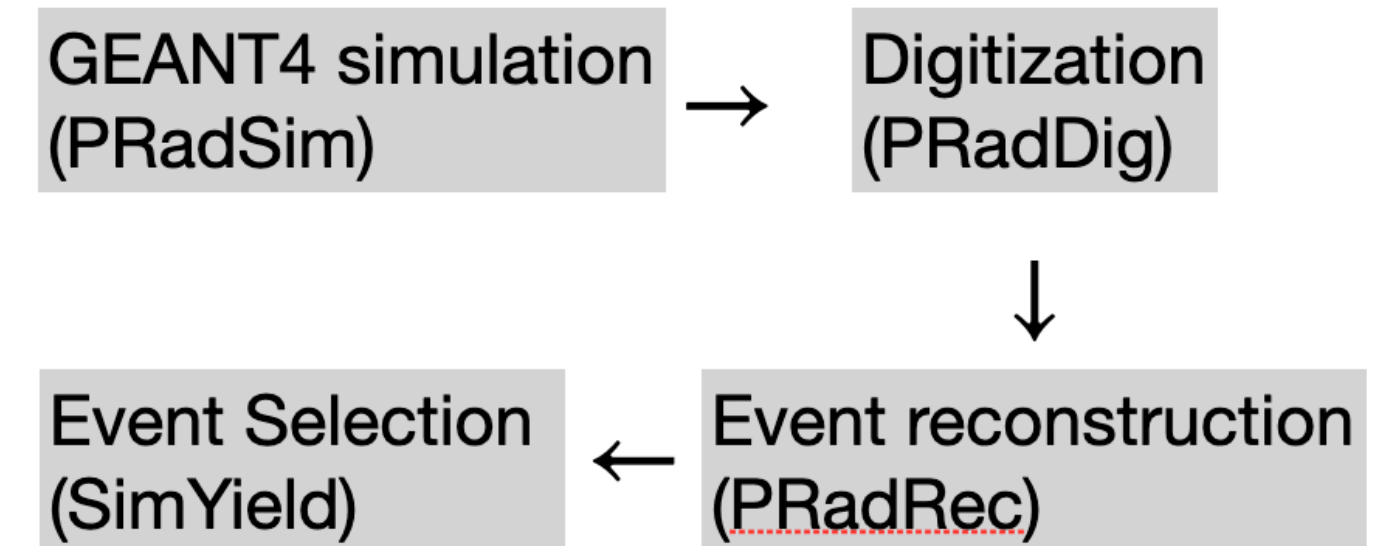 GEANT4 simulation
(PRadSim)
Digitization
(PRadDig)
Event reconstruction
(PRadRec)
Event Selection
(SimYield)